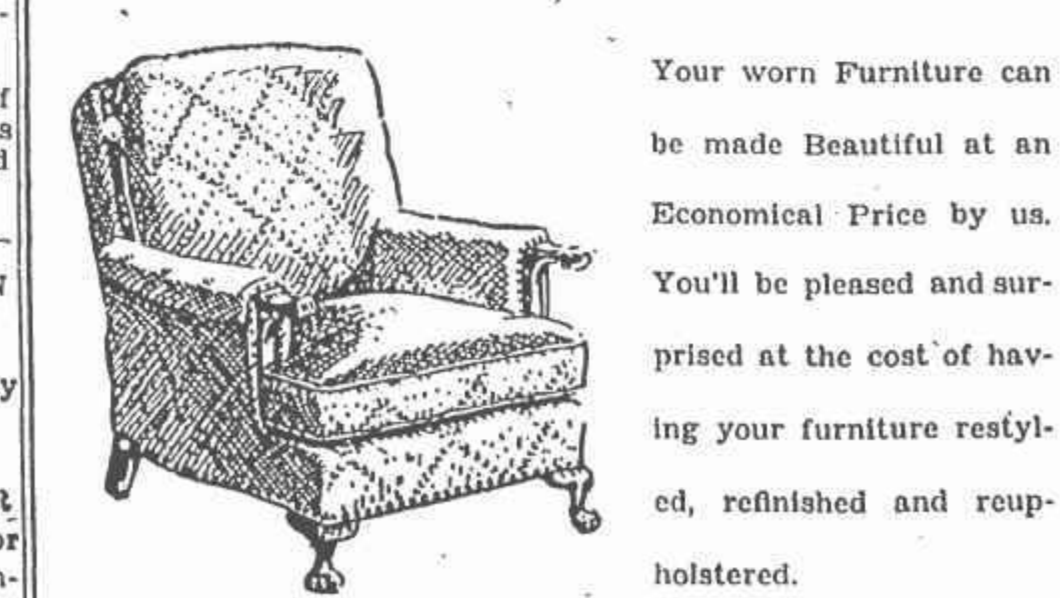 Your worn Furniture can
be made Beautiful at an
Economical Price by us.
You'll be pleased and sur-
prised at the cost of hav-
ing your furniture restyl-
ed, refinished and reup-
holstered.